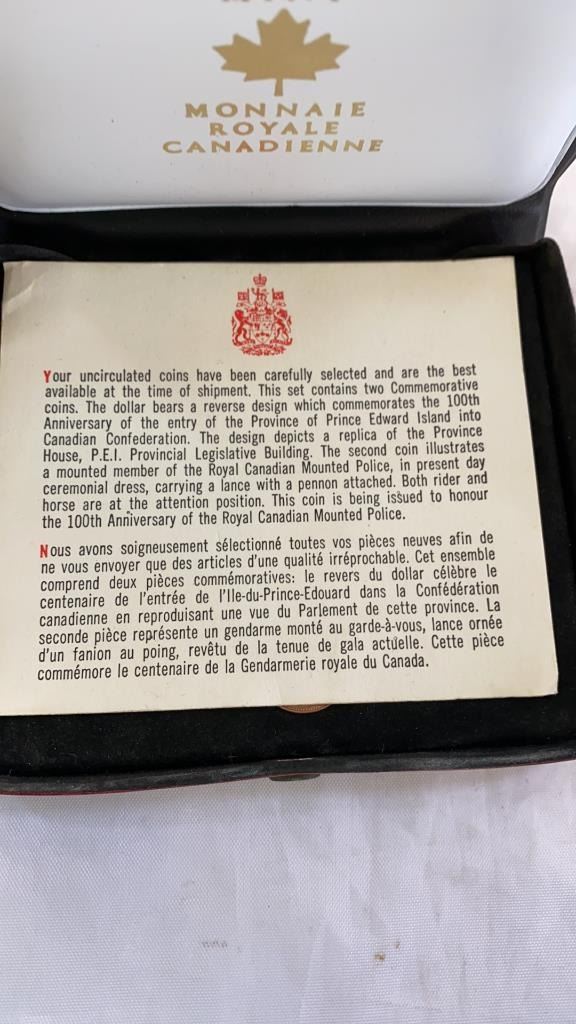 MONNAIE
ROYALE
CANADIENNE
Your uncirculated coins have been carefully selected and are the best
available at the time of shipment. This set contains two Commemorative
coins. The dollar bears a reverse design which commemorates the 100th
Anniversary of the entry of the Province of Prince Edward Island into
Canadian Confederation. The design depicts a replica of the Province
House, P.E.I. Provincial Legislative Building. The second coin illustrates
a mounted member of the Royal Canadian Mounted Police, in present day
ceremonial dress, carrying a lance with a pennon attached. Both rider and
horse are at the attention position. This coin is being issued to honour
the 100th Anniversary of the Royal Canadian Mounted Police.
Nous avons soigneusement sélectionné toutes vos pièces neuves afin de
ne vous envoyer que des articles d'une qualité irréprochable. Cet ensemble
comprend deux pièces commémoratives: le revers du dollar célèbre le
centenaire de l'entrée de l'Ile-du-Prince-Edouard dans la Confédération
canadienne en reproduisant une vue du Parlement de cette province. La
seconde pièce représente un gendarme monté au garde-à-vous, lance ornée
d'un fanion au poing, revêtu de la tenue de gala actuelle. Cette pièce
commémore le centenaire de la Gendarmerie royale du Canada.